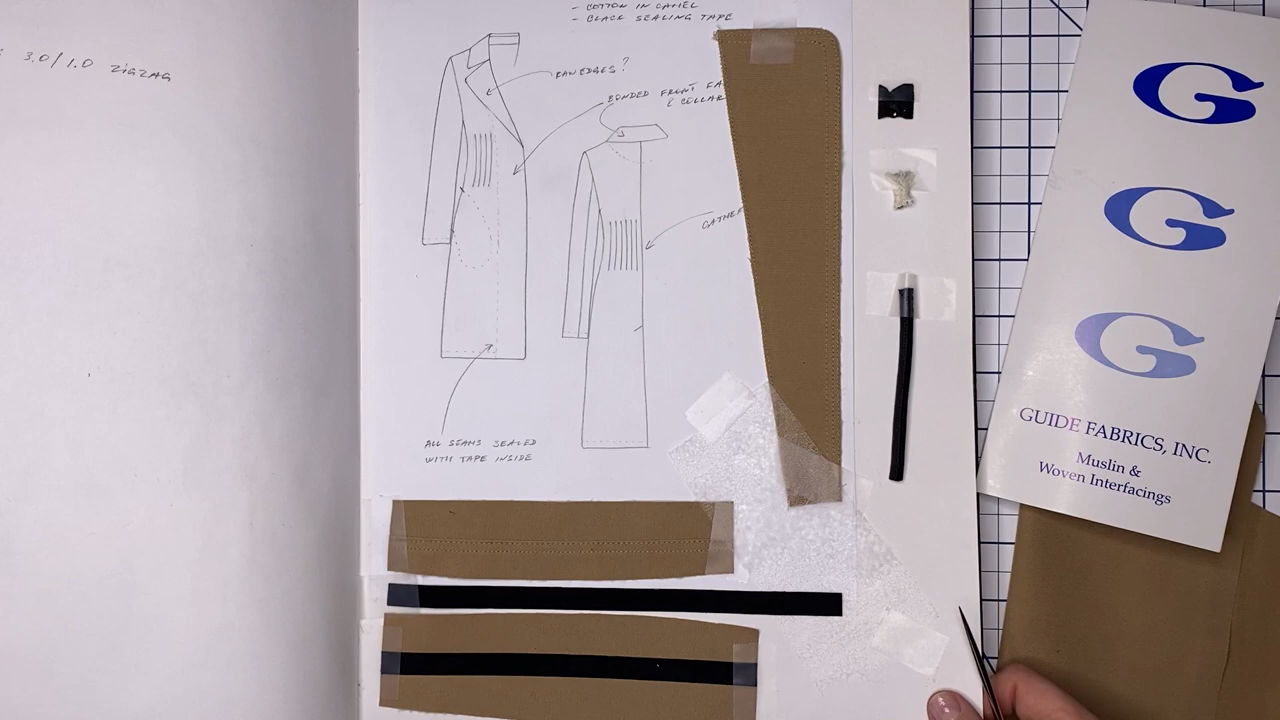 3.0/1.0 ZIGZAG
- COTTON IN CAMEL
- BLACK SEALING TAPE
RAW EDGES?
BONDED FRONT FA
& COLLAR
GATHER
ALL SEAMS SEALED
WITH TAPE INSIDE
G
G
G
GUIDE FABRICS, INC.
Muslin &
Woven Interfacings